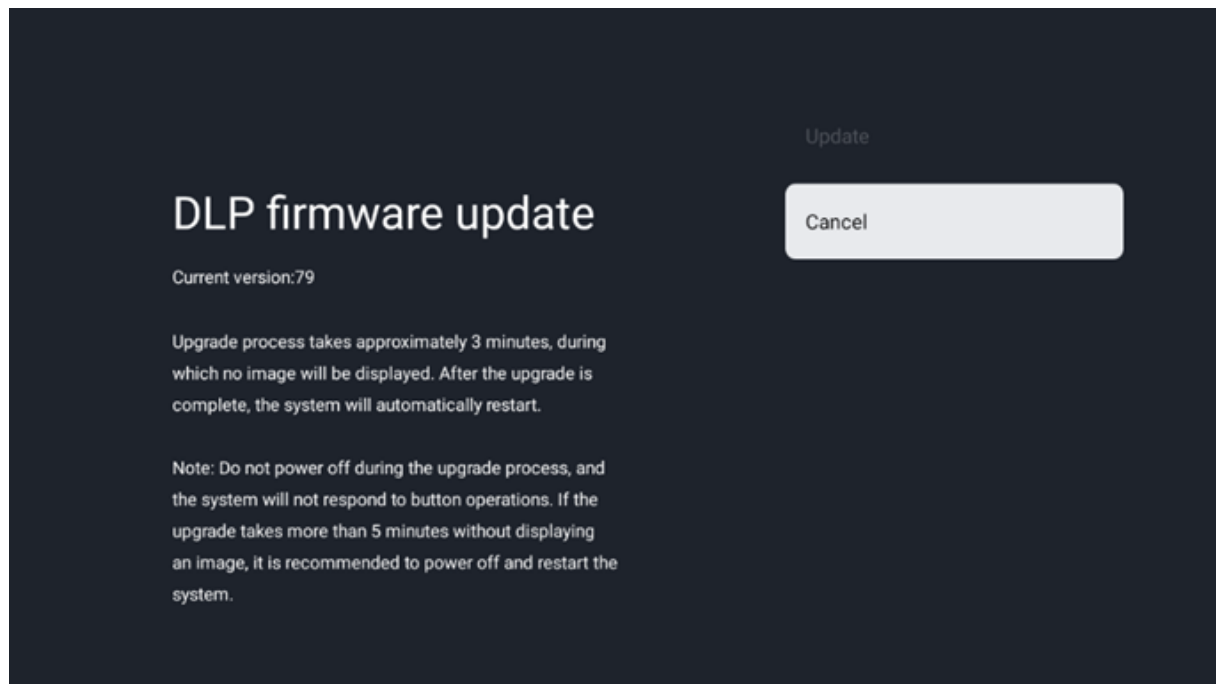 DLP firmware update
Current version:79
Upgrade process takes approximately 3 minutes, during
which no image will be displayed. After the upgrade is
complete, the system will automatically restart.
Note: Do not power off during the upgrade process, and
the system will not respond to button operations. If the
upgrade takes more than 5 minutes without displaying
an image, it is recommended to power off and restart the
system.
Update
Cancel